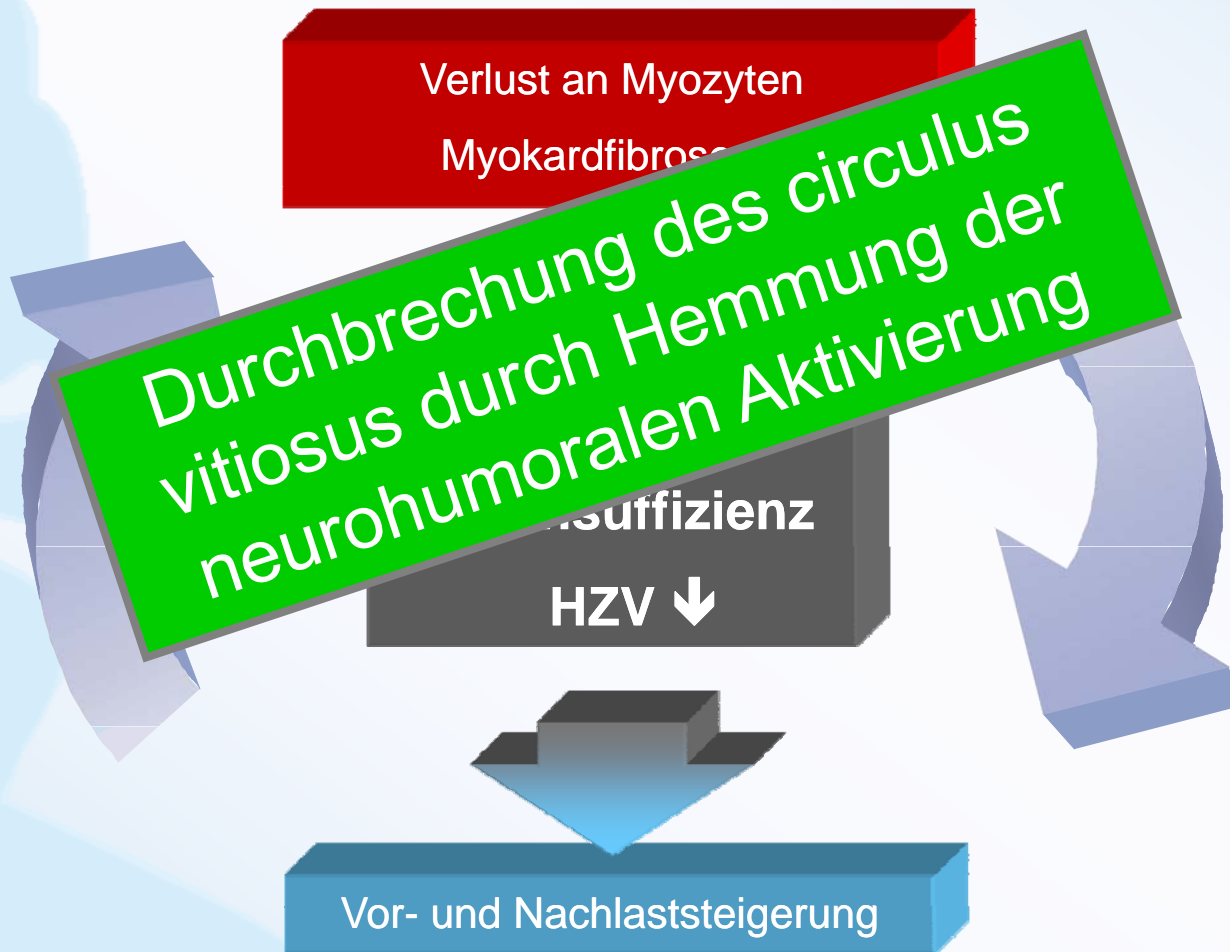 Verlust an Myozyten
Myokardfibrose
Durchbrechung des circulus
vitiosus durch Hemmung der
neurohumoralen Aktivierung
nsuffizienz
HZV 🡫
Vor- und Nachlaststeigerung